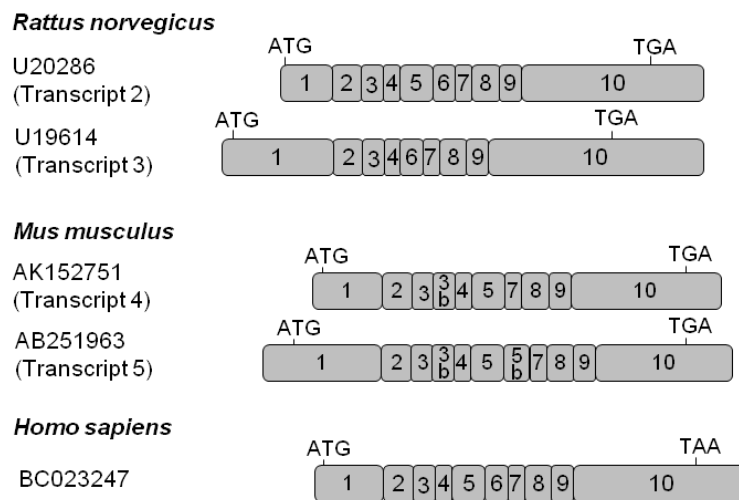 Rattus norvegicus
ATG TGA
U20286
(Transcript 2)
1 2 3 4 5 6 7 8 9 10
ATG TGA
U19614
(Transcript 3)
1 2 3 4 6 7 8 9 10
Mus musculus
ATG TGA
AK152751
(Transcript 4)
1 2 3 3b 4 5 7 8 9 10
ATG TGA
AB251963
(Transcript 5)
1 2 3 3b 4 5 5b 7 8 9 10
Homo sapiens
ATG TAA
BC023247
1 2 3 4 5 6 7 8 9 10